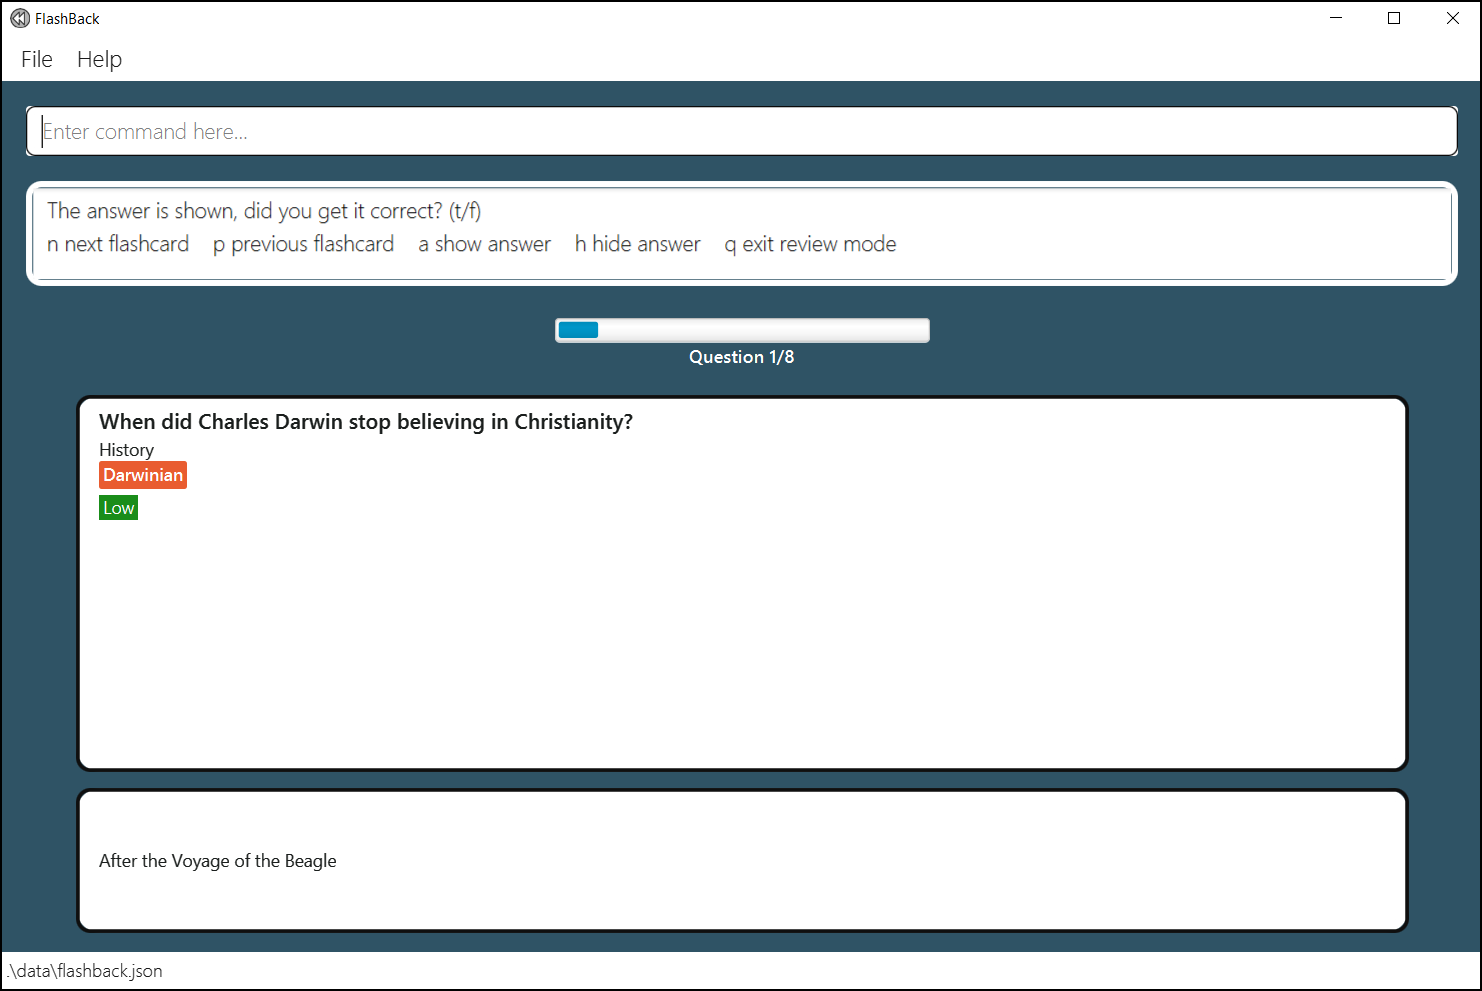 FlashBack
File Help
Enter command here...
The answer is shown, did you get it correct? (t/f)
n next flashcard p previous flashcard a show answer h hide answer q exit review mode
Question 1/8
When did Charles Darwin stop believing in Christianity?
History
Darwinian
Low
After the Voyage of the Beagle
.\data\flashback.json